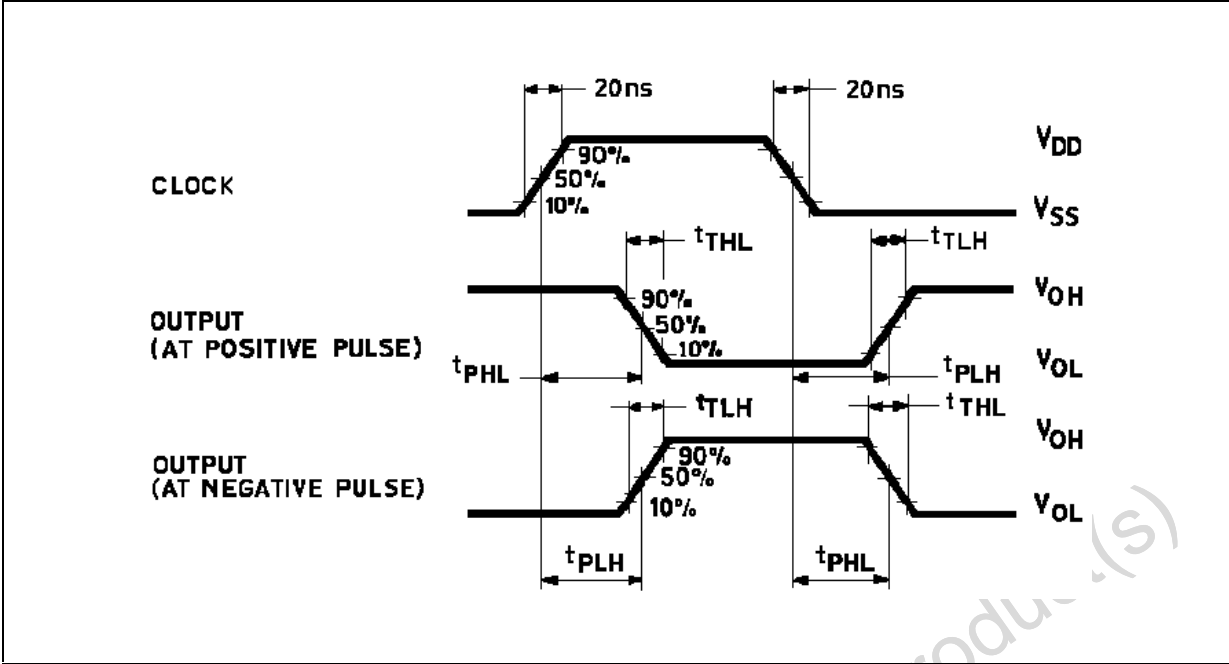 20ns
20ns
CLOCK
90%
50%
10%
VDD
VSS
tTHL
tTLH
OUTPUT
(AT POSITIVE PULSE)
90%
50%
10%
VOH
VOL
tPHL
tPLH
tTLH
tTHL
OUTPUT
(AT NEGATIVE PULSE)
90%
50%
10%
VOH
VOL
tPLH
tPHL